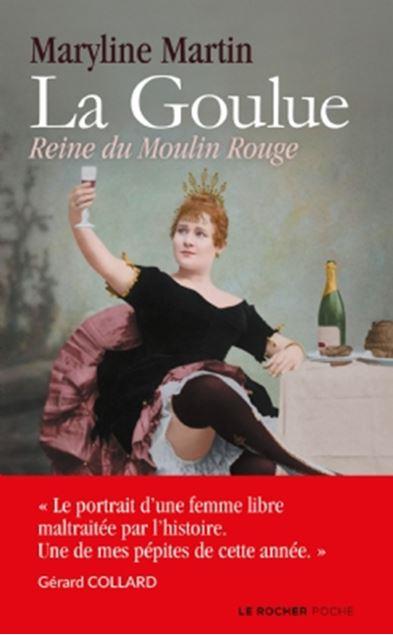 Maryline Martin
La Goulue
Reine du Moulin Rouge
« Le portrait d’une femme libre
maltraitée par l’histoire.
Une de mes pépites de cette année. »
Gérard COLLARD
LE ROCHER POCHE